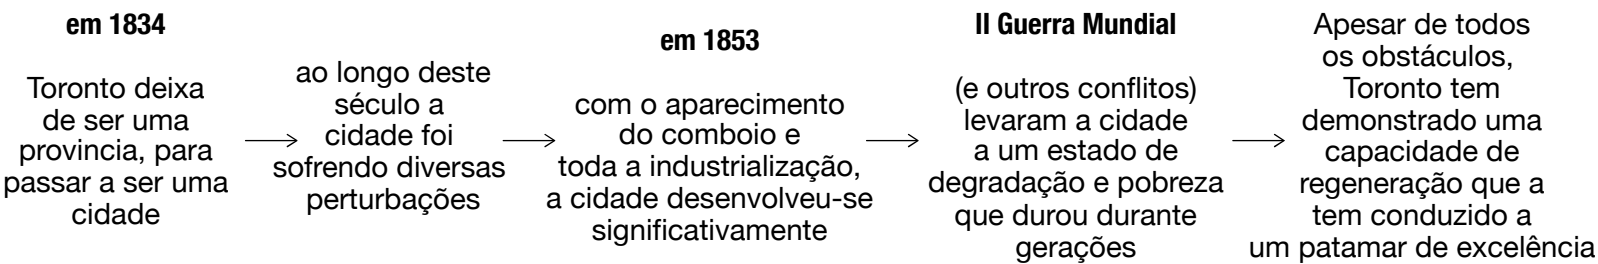 em 1834
Toronto deixa
de ser uma
provincia, para
passar a ser uma
cidade
ao longo deste
século a
cidade foi
sofrendo diversas
perturbações
em 1853
com o aparecimento
do comboio e
toda a industrialização,
a cidade desenvolveu-se
significativamente
II Guerra Mundial
(e outros conflitos)
levaram a cidade
a um estado de
degradação e pobreza
que durou durante
gerações
Apesar de todos
os obstáculos,
Toronto tem
demonstrado uma
capacidade de
regeneração que a
tem conduzido a
um patamar de excelência